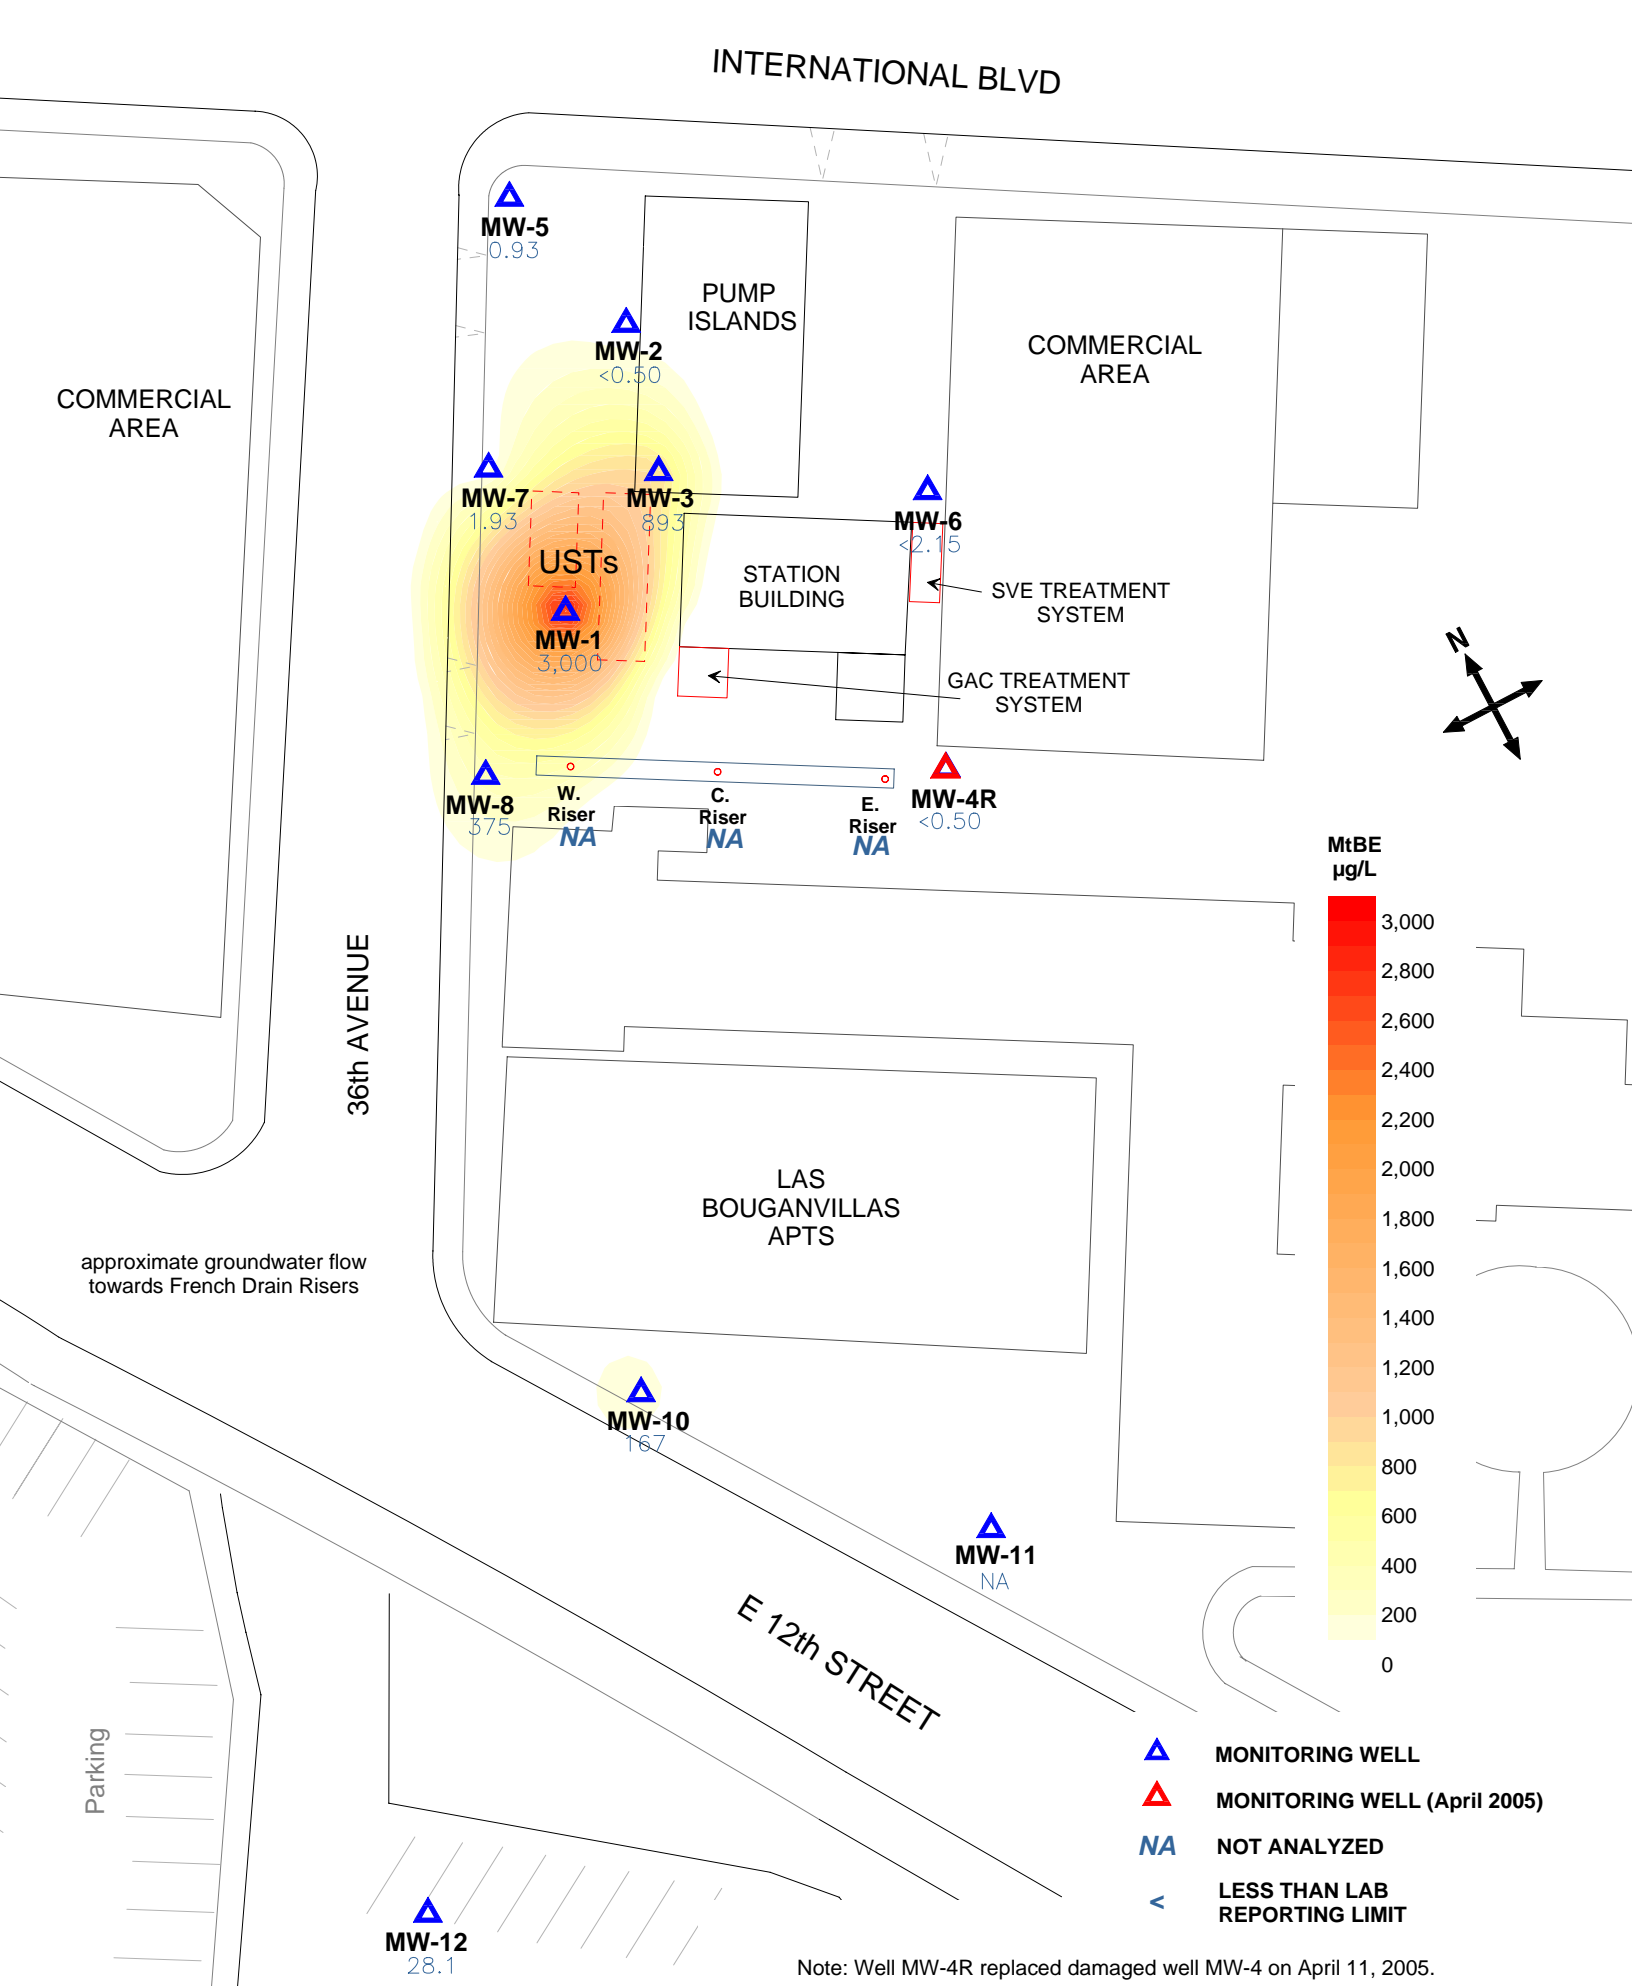 INTERNATIONAL BLVD
MW-5
0.93
PUMP
ISLANDS
MW-2
<0.50
COMMERCIAL
AREA
COMMERCIAL
AREA
MW-7
1.93
MW-3
893
MW-6
<2.15
USTs
STATION
BUILDING
SVE TREATMENT
SYSTEM
MW-1
3,000
GAC TREATMENT
SYSTEM
N
MW-8
375
W.
Riser
NA
C.
Riser
NA
E.
Riser
NA
MW-4R
<0.50
MtBE
µg/L
3,000
2,800
2,600
2,400
2,200
2,000
1,800
1,600
1,400
1,200
1,000
800
600
400
200
0
36th AVENUE
LAS
BOUGANVILLAS
APTS
approximate groundwater flow
towards French Drain Risers
MW-10
167
MW-11
NA
E 12th STREET
Parking
MW-12
28.1
MONITORING WELL
MONITORING WELL (April 2005)
NA NOT ANALYZED
< LESS THAN LAB
REPORTING LIMIT
Note: Well MW-4R replaced damaged well MW-4 on April 11, 2005.